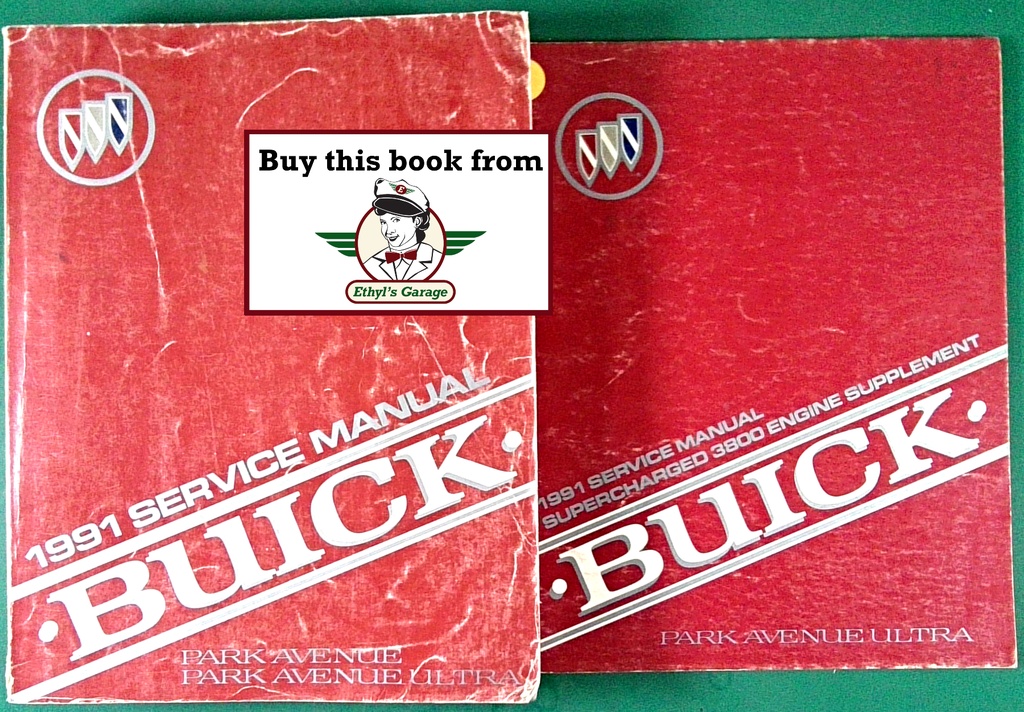 Buy this book from
E
Ethyl's Garage
1991 SERVICE MANUAL
BUICK
PARK AVENUE
PARK AVENUE ULTRA
1991 SERVICE MANUAL
SUPERCHARGED 3800 ENGINE SUPPLEMENT
BUICK
PARK AVENUE ULTRA